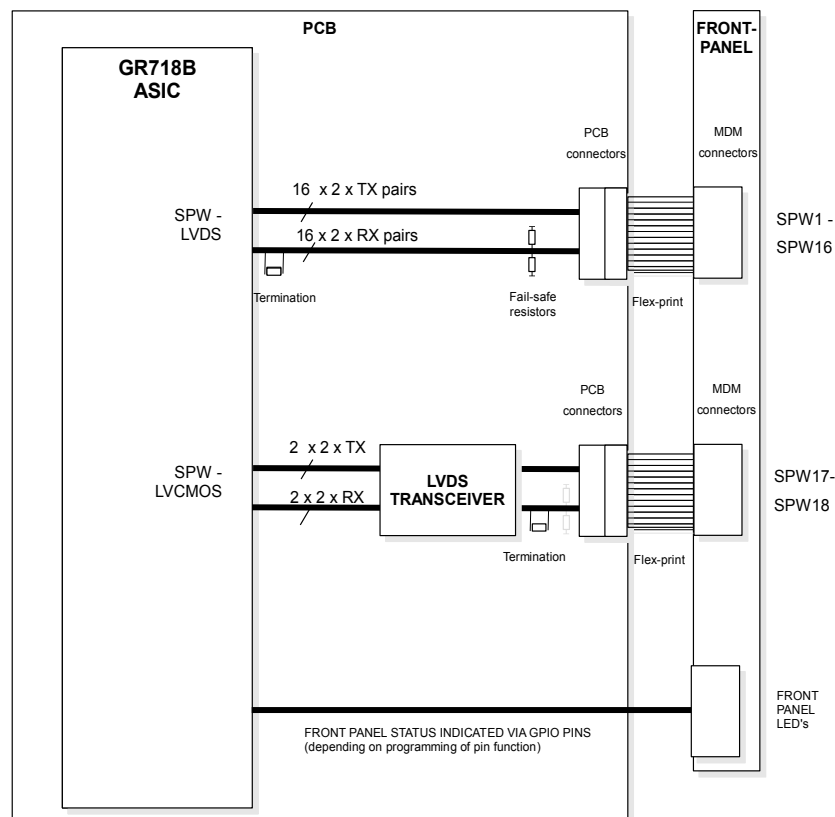 PCB
FRONT-
PANEL
GR718B
ASIC
PCB
connectors
MDM
connectors
16 x 2 x TX pairs
SPW -
LVDS
16 x 2 x RX pairs
SPW1 -
SPW16
Termination
Fail-safe
resistors
Flex-print
PCB
connectors
MDM
connectors
2 x 2 x TX
SPW -
LVCMOS
2 x 2 x RX
LVDS
TRANSCEIVER
SPW17-
SPW18
Termination
Flex-print
FRONT
PANEL
LED's
FRONT PANEL STATUS INDICATED VIA GPIO PINS
(depending on programming of pin function)